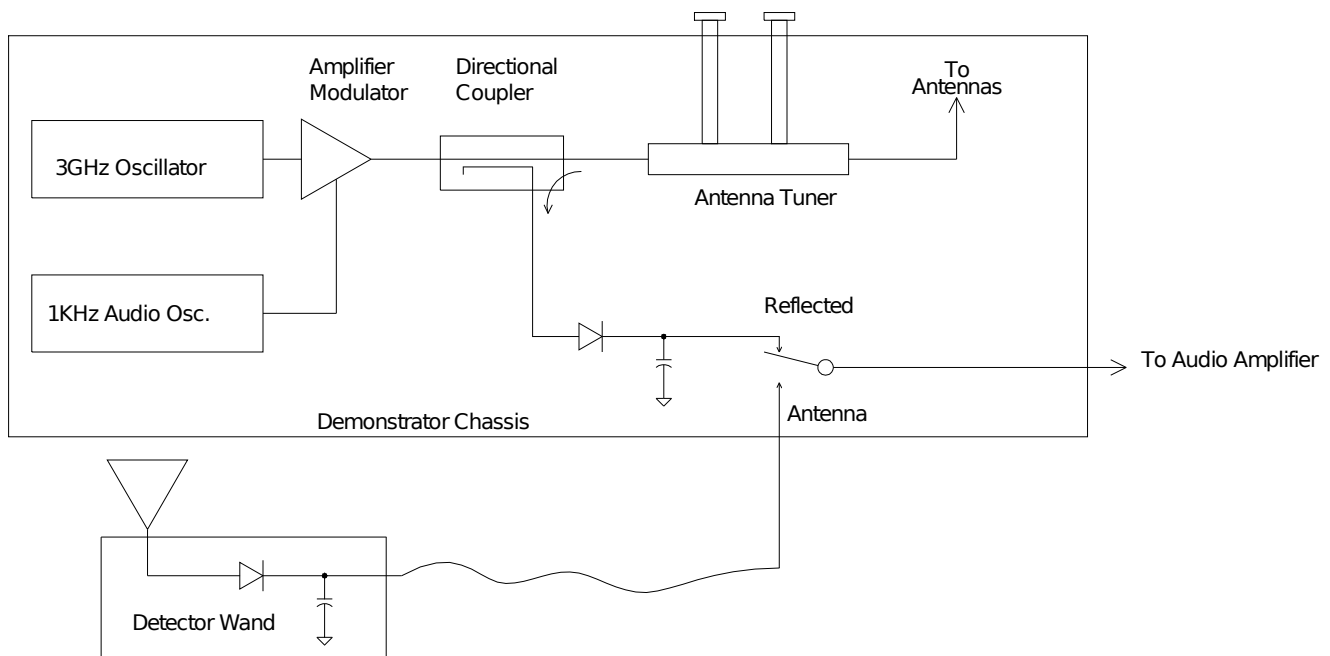 Amplifier
Modulator
Directional
Coupler
To
Antennas
3GHz Oscillator
Antenna Tuner
1KHz Audio Osc.
Reflected
To Audio Amplifier
Antenna
Demonstrator Chassis
Detector Wand